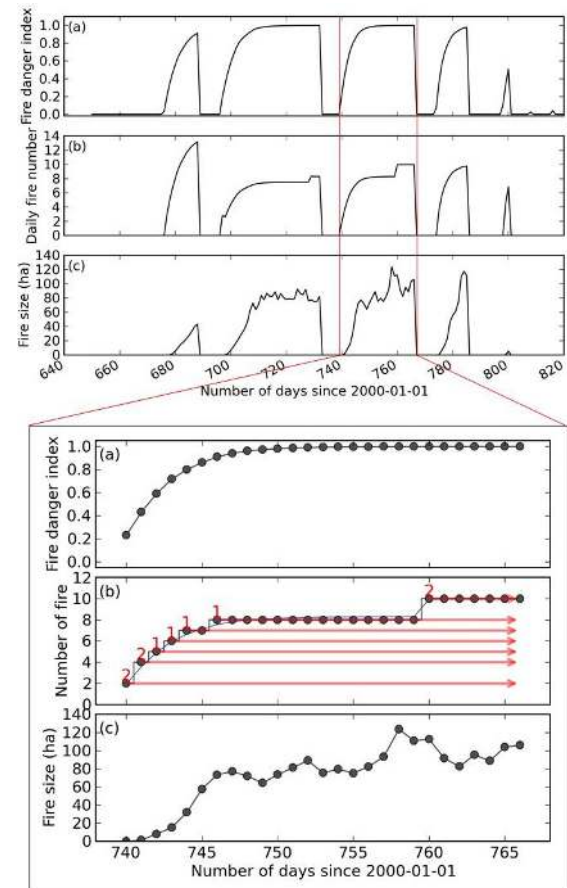 (a)
Fire danger index
1.0
0.8
0.6
0.4
0.2
0.0
(b)
Daily fire number
14
12
10
8
6
4
2
0
(c)
Fire size (ha)
140
120
100
80
60
40
20
0
640 660 680 700 720 740 760 780 800 820
Number of days since 2000-01-01
(a)
Fire danger index
1.0
0.8
0.6
0.4
0.2
0.0
(b)
Number of fire
12
10
8
6
4
2
0
2 2 1 1 1 1 2
(c)
Fire size (ha)
140
120
100
80
60
40
20
0
740 745 750 755 760 765
Number of days since 2000-01-01